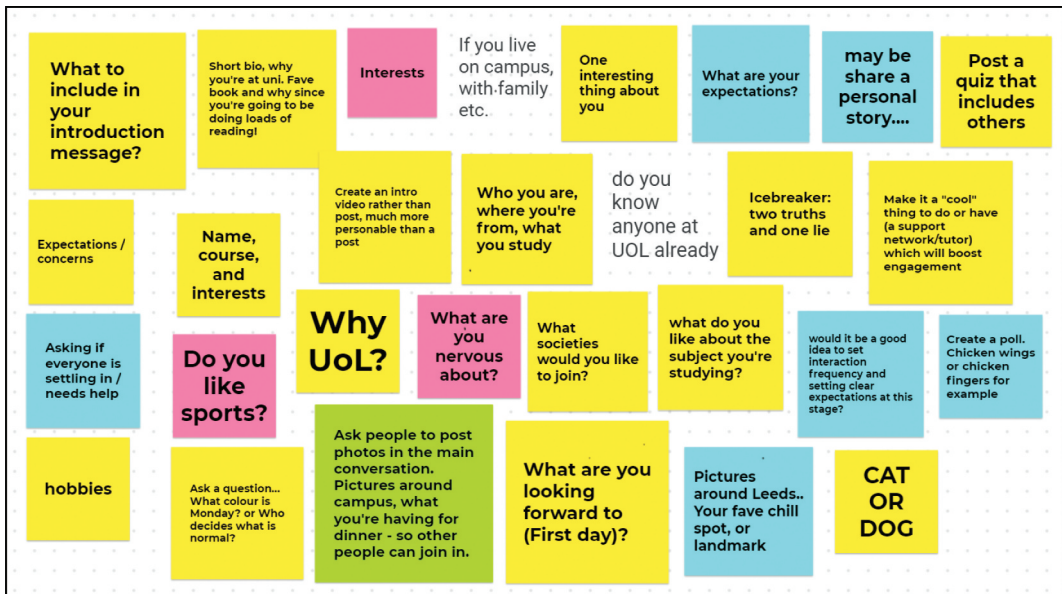 What to
include in
your
introduction
message?
Short bio, why
you're at uni. Fave
book and why since
you're going to be
doing loads of
reading!
Interests
If you live
on campus,
with family
etc.
One
interesting
thing about
you
What are your
expectations?
may be
share a
personal
story....
Post a
quiz that
includes
others
Expectations /
concerns
Name,
course,
and
interests
Create an intro
video rather than
post, much more
personable than a
post
Who you are,
where you're
from, what
you study
do you
know
anyone at
UOL already
Icebreaker:
two truths
and one lie
Make it a "cool"
thing to do or have
(a support
network/tutor)
which will boost
engagement
Asking if
everyone is
settling in /
needs help
Do you
like
sports?
Why
UoL?
What are
you
nervous
about?
What
societies
would you like
to join?
what do you
like about the
subject you're
studying?
would it be a good
idea to set
interaction
frequency and
setting clear
expectations at this
stage?
Create a poll.
Chicken wings
or chicken
fingers for
example
hobbies
Ask a question...
What colour is
Monday? or Who
decides what is
normal?
Ask people to post
photos in the main
conversation.
Pictures around
campus, what
you're having for
dinner - so other
people can join in.
What are you
looking
forward to
(First day)?
Pictures
around Leeds..
Your fave chill
spot, or
landmark
CAT
OR
DOG